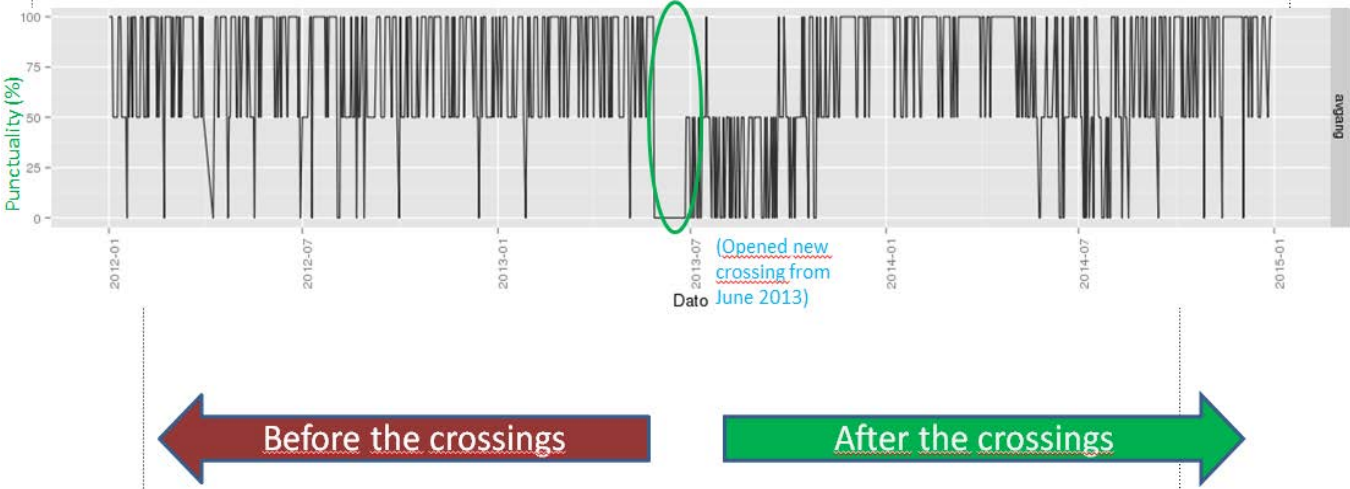 100
75
50
25
0
Punctuality (%)
avgang
2012-01
2012-07
2013-01
2013-07
2014-01
2014-07
2015-01
(Opened new
crossing from
June 2013)
Dato
Before the crossings
After the crossings